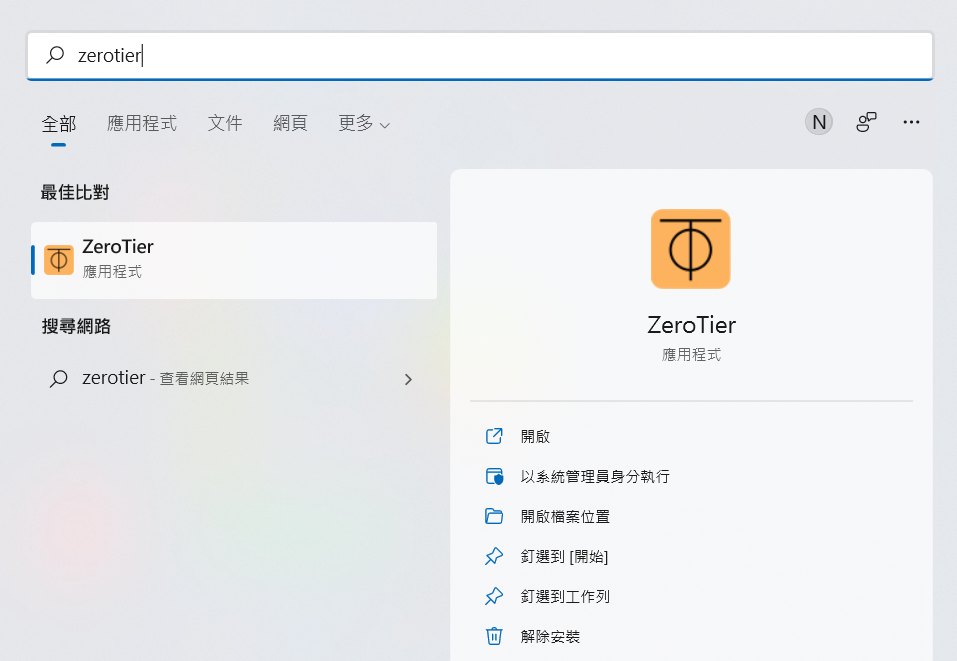 zerotier
全部 應用程式 文件 網頁 更多
N
最佳比對
ZeroTier
應用程式
搜尋網路
zerotier - 查看網頁結果
ZeroTier
應用程式
開啟
以系統管理員身分執行
開啟檔案位置
釘選到 [開始]
釘選到工作列
解除安裝